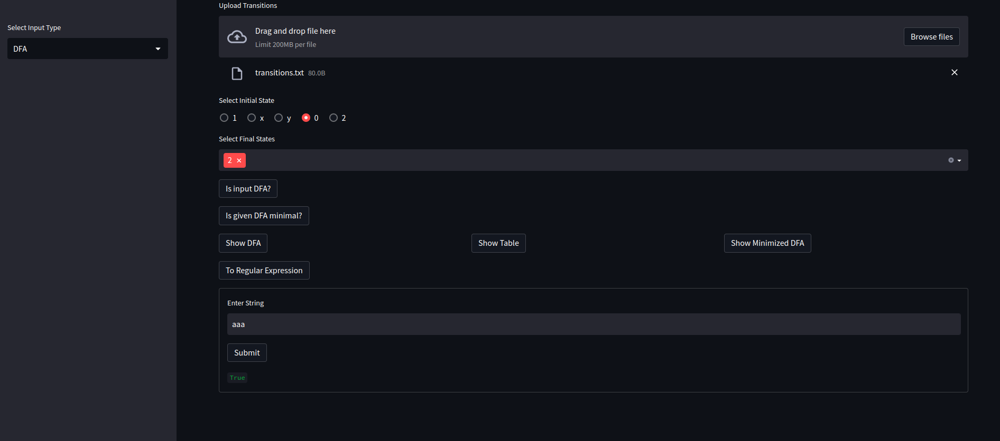 Select Input Type
DFA
Upload Transitions
Drag and drop file here
Limit 200MB per file
Browse files
transitions.txt 80.0B
Select Initial State
1 x y 0 2
Select Final States
2
Is input DFA?
Is given DFA minimal?
Show DFA Show Table Show Minimized DFA
To Regular Expression
Enter String
aaa
Submit
True